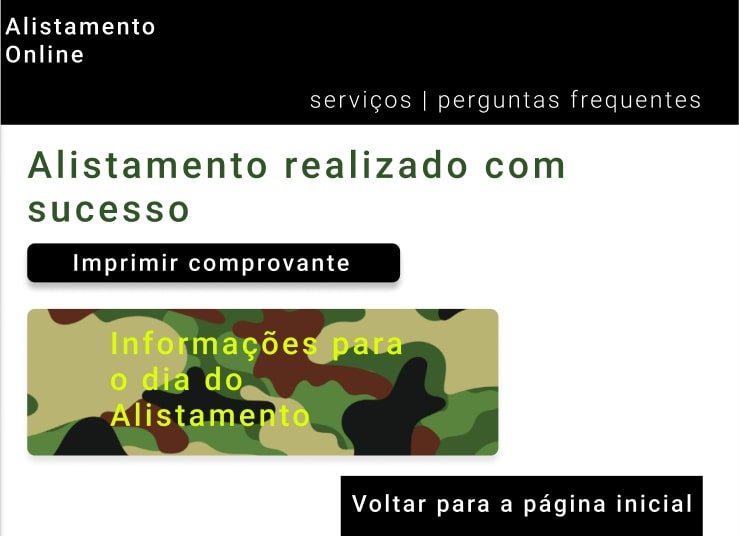 Alistamento
Online
serviços | perguntas frequentes
Alistamento realizado com
sucesso
Imprimir comprovante
Informações para
o dia do
Alistamento
Voltar para a página inicial